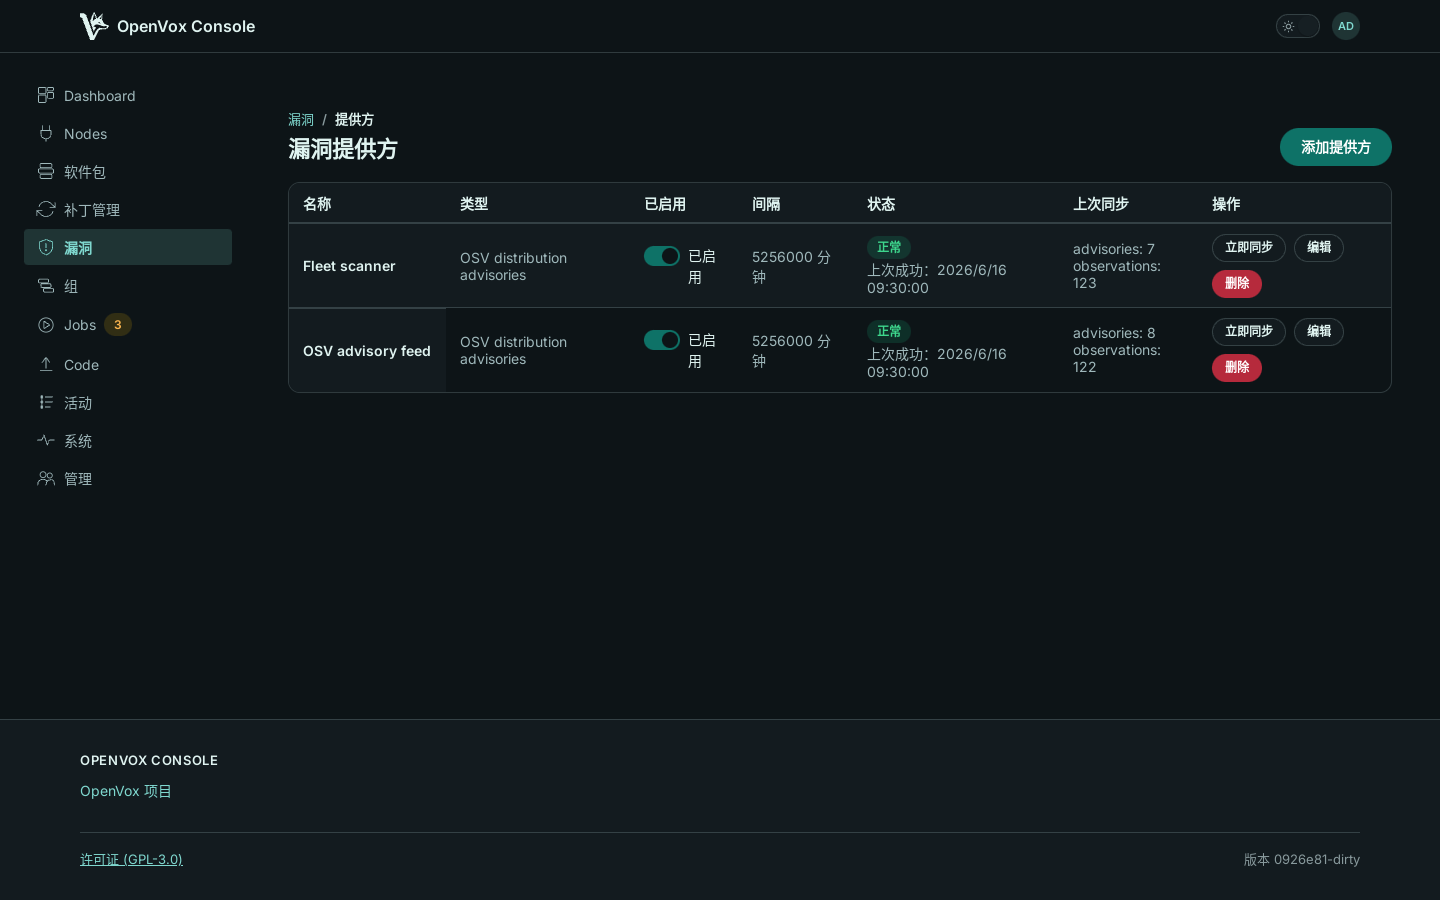 OpenVox Console
AD
Dashboard
Nodes
软件包
补丁管理
漏洞
组
Jobs 3
Code
活动
系统
管理
漏洞 / 提供方
漏洞提供方
添加提供方
名称 类型 已启用 间隔 状态 上次同步 操作
Fleet scanner
OSV distribution
advisories
已启
用
5256000 分
钟
正常
上次成功: 2026/6/16
09:30:00
advisories: 7
observations:
123
立即同步 编辑
删除
OSV advisory feed
OSV distribution
advisories
已启
用
5256000 分
钟
正常
上次成功: 2026/6/16
09:30:00
advisories: 8
observations:
122
立即同步 编辑
删除
OPENVOX CONSOLE
OpenVox 项目
许可证 (GPL-3.0)
版本 0926e81-dirty